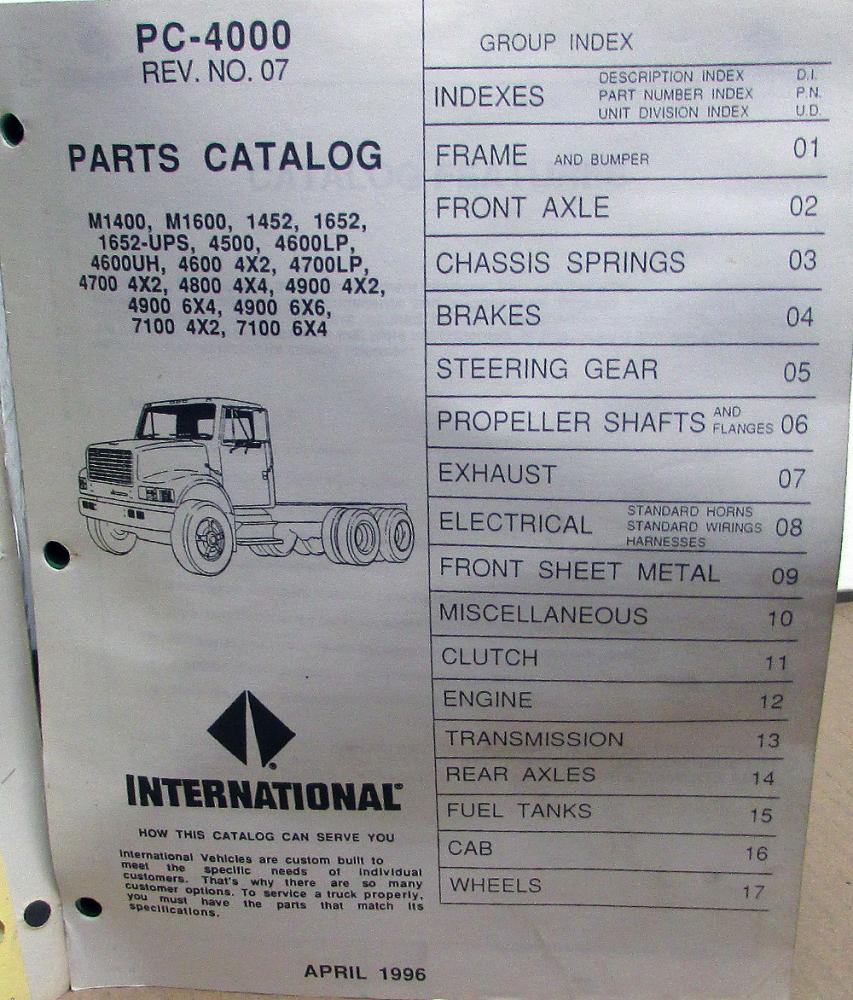 PC-4000
REV. NO. 07
PARTS CATALOG
M1400, M1600, 1452, 1652,
1652-UPS, 4500, 4600LP,
4600UH, 4600 4X2, 4700LP,
4700 4X2, 4800 4X4, 4900 4X2,
4900 6X4, 4900 6X6,
7100 4X2, 7100 6X4
INTERNATIONAL®
HOW THIS CATALOG CAN SERVE YOU
International Vehicles are custom built to
meet the specific needs of individual
customers. That's why there are so many
customer options. To service a truck properly,
you must have the parts that match its
specifications.
GROUP INDEX
INDEXES DESCRIPTION INDEX D.I.
PART NUMBER INDEX P.N.
UNIT DIVISION INDEX U.D.
FRAME AND BUMPER 01
FRONT AXLE 02
CHASSIS SPRINGS 03
BRAKES 04
STEERING GEAR 05
PROPELLER SHAFTS AND FLANGES 06
EXHAUST 07
ELECTRICAL STANDARD HORNS
STANDARD WIRINGS 08
HARNESSES
FRONT SHEET METAL 09
MISCELLANEOUS 10
CLUTCH 11
ENGINE 12
TRANSMISSION 13
REAR AXLES 14
FUEL TANKS 15
CAB 16
WHEELS 17
APRIL 1996